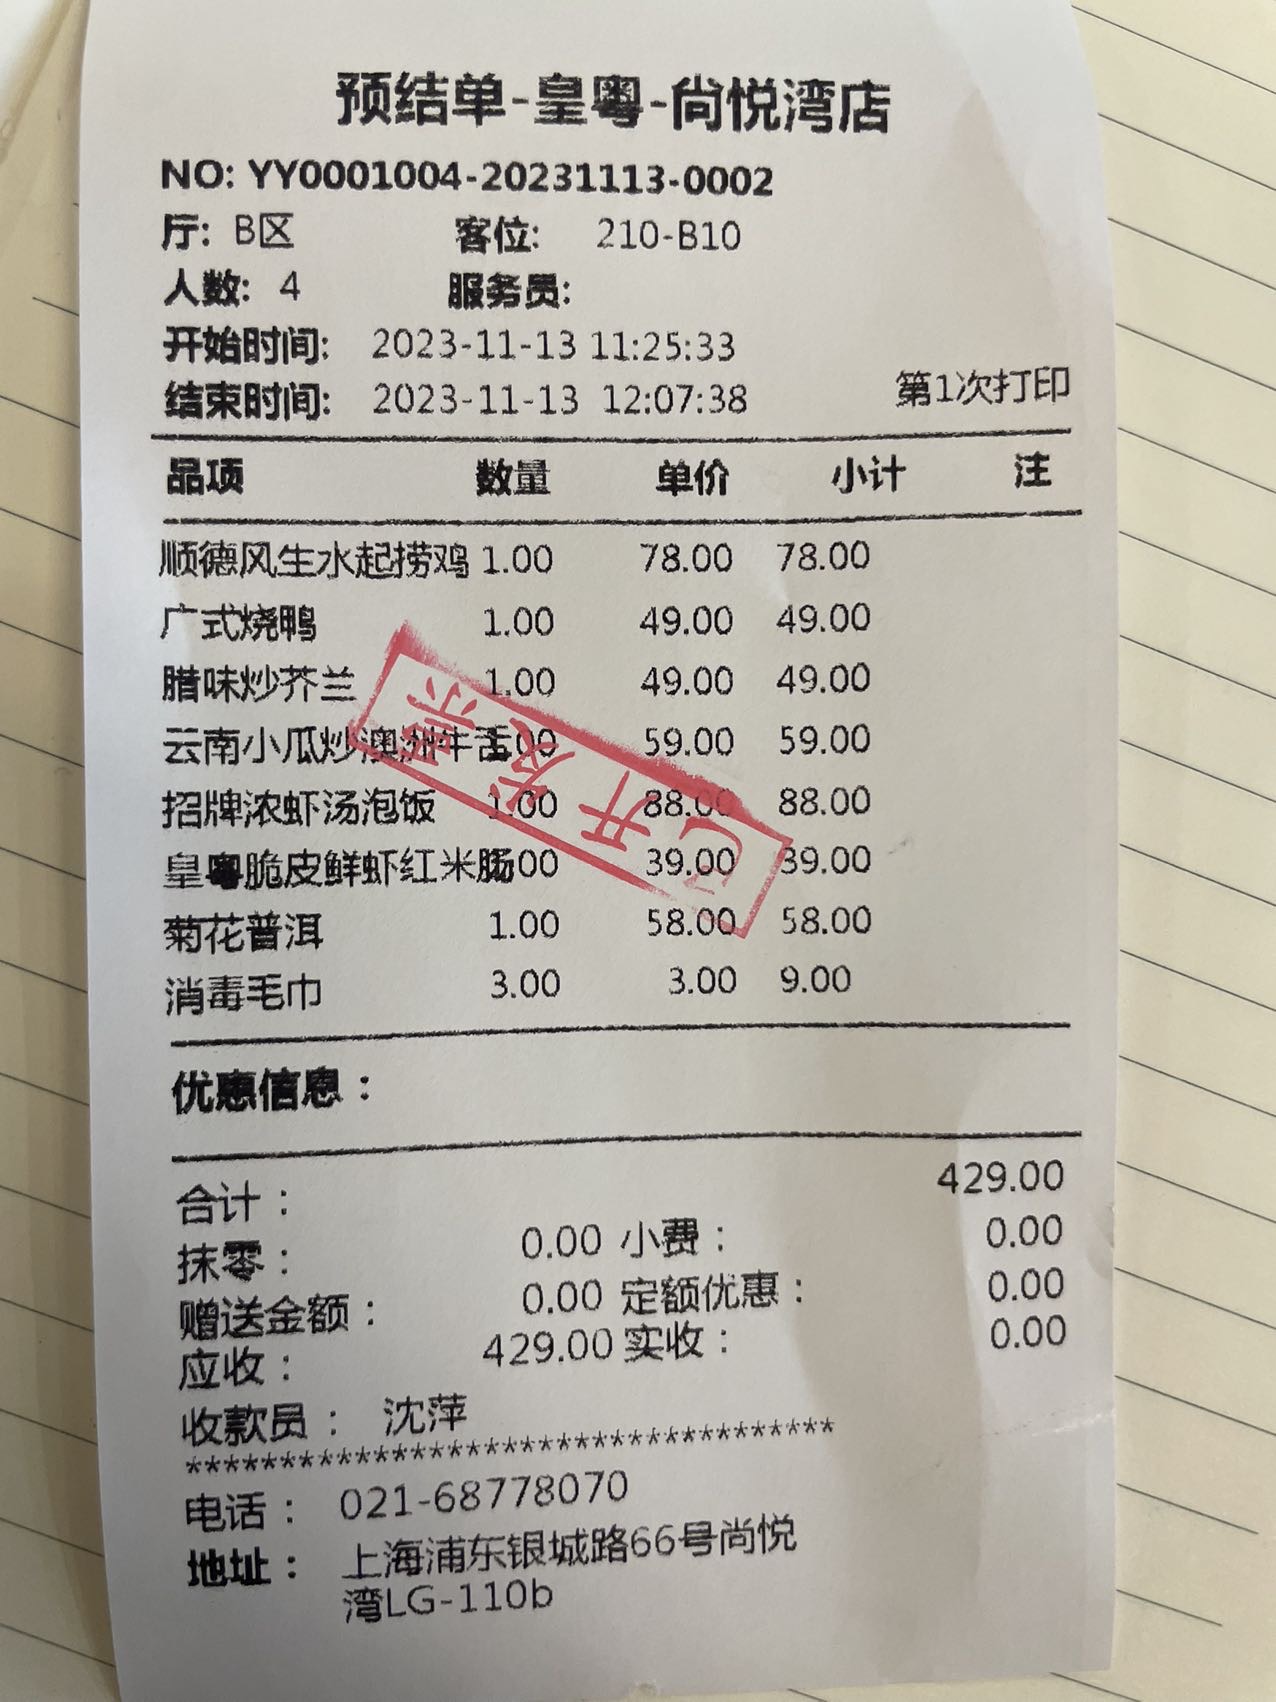 预结单-皇粤-尚悦湾店
NO: YY0001004-20231113-0002
厅: B区 客位: 210-B10
人数: 4 服务员:
开始时间: 2023-11-13 11:25:33
结束时间: 2023-11-13 12:07:38 第1次打印
品项 数量 单价 小计 注
顺德风生水起捞鸡 1.00 78.00 78.00
广式烧鸭 1.00 49.00 49.00
腊味炒芥兰 1.00 49.00 49.00
云南小瓜炒澳洲牛舌 1.00 59.00 59.00
招牌浓虾汤泡饭 1.00 88.00 88.00
皇粤脆皮鲜虾红米肠 1.00 39.00 39.00
菊花普洱 1.00 58.00 58.00
消毒毛巾 3.00 3.00 9.00
已开发票
优惠信息：
合计： 429.00
抹零： 0.00 小费： 0.00
赠送金额： 0.00 定额优惠： 0.00
应收： 429.00 实收： 0.00
收款员： 沈萍
***********************************
电话： 021-68778070
地址： 上海浦东银城路66号尚悦
湾LG-110b